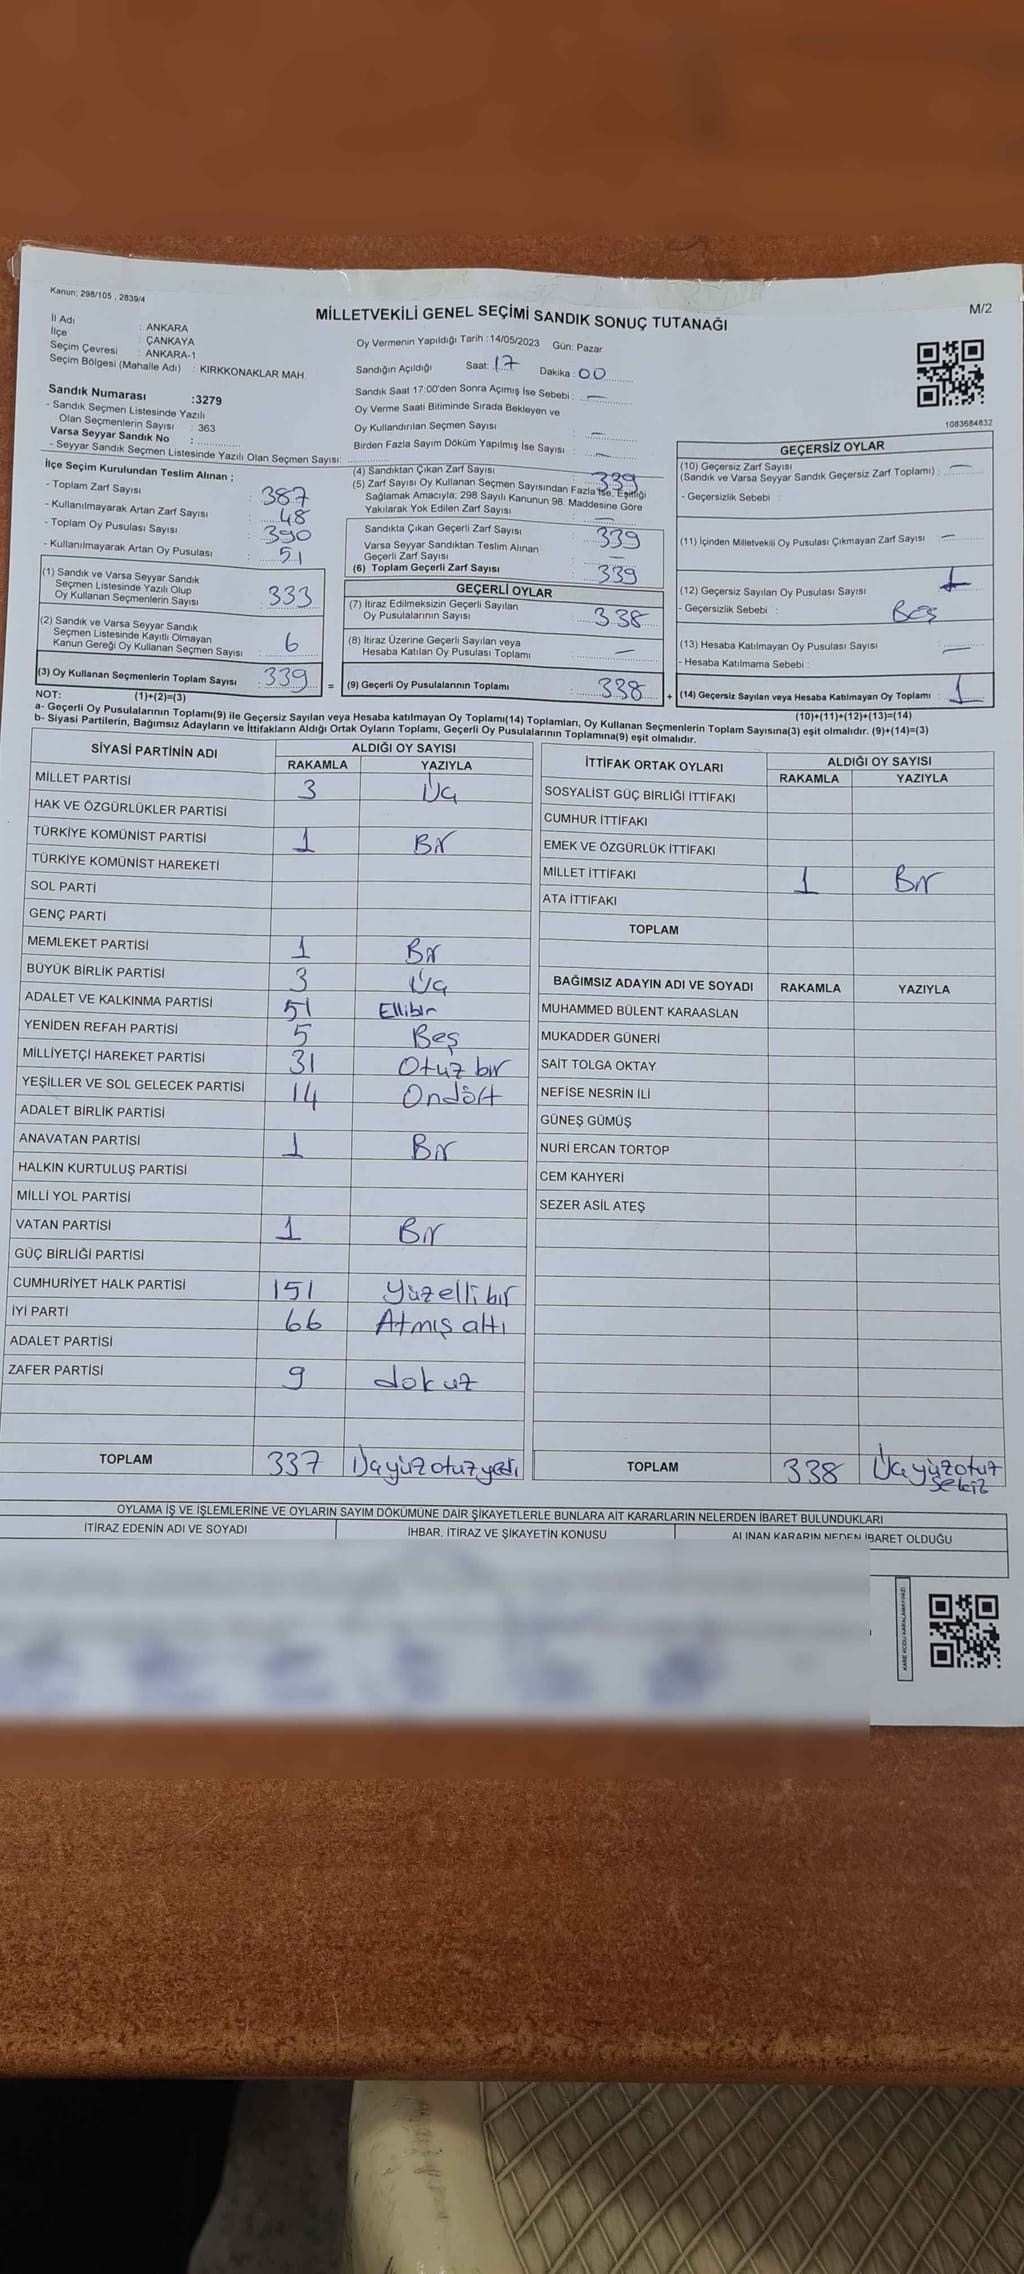 Kanun; 298/105 , 2839/4
M/2
MİLLETVEKİLİ GENEL SEÇİMİ SANDIK SONUÇ TUTANAĞI
İl Adı : ANKARA
İlçe : ÇANKAYA
Seçim Çevresi : ANKARA-1
Seçim Bölgesi (Mahalle Adı) : KIRKKONAKLAR MAH.
Oy Vermenin Yapıldığı Tarih :14/05/2023 Gün: Pazar
Sandığın Açıldığı Saat: 17 Dakika: 00
Sandık Saat 17:00'den Sonra Açımış İse Sebebi : —
Oy Verme Saati Bitiminde Sırada Bekleyen ve
Oy Kullandırılan Seçmen Sayısı : —
Birden Fazla Sayım Döküm Yapılmış İse Sayısı : —
1083684832
Sandık Numarası :3279
- Sandık Seçmen Listesinde Yazılı
Olan Seçmenlerin Sayısı : 363
Varsa Seyyar Sandık No :
- Seyyar Sandık Seçmen Listesinde Yazılı Olan Seçmen Sayısı:
İlçe Seçim Kurulundan Teslim Alınan ;
- Toplam Zarf Sayısı : 387
- Kullanılmayarak Artan Zarf Sayısı : 48
- Toplam Oy Pusulası Sayısı : 390
- Kullanılmayarak Artan Oy Pusulası : 51
(1) Sandık ve Varsa Seyyar Sandık
Seçmen Listesinde Yazılı Olup
Oy Kullanan Seçmenlerin Sayısı : 333
(2) Sandık ve Varsa Seyyar Sandık
Seçmen Listesinde Kayıtlı Olmayan
Kanun Gereği Oy Kullanan Seçmen Sayısı : 6
(3) Oy Kullanan Seçmenlerin Toplam Sayısı : 339
(4) Sandıktan Çıkan Zarf Sayısı : 339
(5) Zarf Sayısı Oy Kullanan Seçmen Sayısından Fazla İse, Eşitliği
Sağlamak Amacıyla; 298 Sayılı Kanunun 98. Maddesine Göre
Yakılarak Yok Edilen Zarf Sayısı : —
Sandıkta Çıkan Geçerli Zarf Sayısı : 339
Varsa Seyyar Sandıktan Teslim Alınan
Geçerli Zarf Sayısı : —
(6) Toplam Geçerli Zarf Sayısı : 339
GEÇERLİ OYLAR
(7) İtiraz Edilmeksizin Geçerli Sayılan
Oy Pusulalarının Sayısı : 338
(8) İtiraz Üzerine Geçerli Sayılan veya
Hesaba Katılan Oy Pusulası Toplamı : —
= (9) Geçerli Oy Pusulalarının Toplamı : 338
GEÇERSİZ OYLAR
(10) Geçersiz Zarf Sayısı
(Sandık ve Varsa Seyyar Sandık Geçersiz Zarf Toplamı) : —
- Geçersizlik Sebebi :
(11) İçinden Milletvekili Oy Pusulası Çıkmayan Zarf Sayısı : —
(12) Geçersiz Sayılan Oy Pusulası Sayısı : 1
- Geçersizlik Sebebi : Beş
(13) Hesaba Katılmayan Oy Pusulası Sayısı : —
- Hesaba Katılmama Sebebi :
+ (14) Geçersiz Sayılan veya Hesaba Katılmayan Oy Toplamı : 1
NOT: (1)+(2)=(3)
(10)+(11)+(12)+(13)=(14)
a- Geçerli Oy Pusulalarının Toplamı(9) ile Geçersiz Sayılan veya Hesaba katılmayan Oy Toplamı(14) Toplamları, Oy Kullanan Seçmenlerin Toplam Sayısına(3) eşit olmalıdır. (9)+(14)=(3)
b- Siyasi Partilerin, Bağımsız Adayların ve İttifakların Aldığı Ortak Oyların Toplamı, Geçerli Oy Pusulalarının Toplamına(9) eşit olmalıdır.
SİYASİ PARTİNİN ADI ALDIĞI OY SAYISI
RAKAMLA YAZIYLA
MİLLET PARTİSİ 3 Üç
HAK VE ÖZGÜRLÜKLER PARTİSİ
TÜRKİYE KOMÜNİST PARTİSİ 1 Bir
TÜRKİYE KOMÜNİST HAREKETİ
SOL PARTİ
GENÇ PARTİ
MEMLEKET PARTİSİ 1 Bir
BÜYÜK BİRLİK PARTİSİ 3 Üç
ADALET VE KALKINMA PARTİSİ 51 Ellibir
YENİDEN REFAH PARTİSİ 5 Beş
MİLLİYETÇİ HAREKET PARTİSİ 31 Otuz bir
YEŞİLLER VE SOL GELECEK PARTİSİ 14 Ondört
ADALET BİRLİK PARTİSİ
ANAVATAN PARTİSİ 1 Bir
HALKIN KURTULUŞ PARTİSİ
MİLLİ YOL PARTİSİ
VATAN PARTİSİ 1 Bir
GÜÇ BİRLİĞİ PARTİSİ
CUMHURİYET HALK PARTİSİ 151 Yüzelli bir
İYİ PARTİ 66 Atmış altı
ADALET PARTİSİ
ZAFER PARTİSİ 9 dokuz
TOPLAM 337 Üçyüzotuzyedi
İTTİFAK ORTAK OYLARI ALDIĞI OY SAYISI
RAKAMLA YAZIYLA
SOSYALİST GÜÇ BİRLİĞİ İTTİFAKI
CUMHUR İTTİFAKI
EMEK VE ÖZGÜRLÜK İTTİFAKI
MİLLET İTTİFAKI 1 Bir
ATA İTTİFAKI
TOPLAM
BAĞIMSIZ ADAYIN ADI VE SOYADI RAKAMLA YAZIYLA
MUHAMMED BÜLENT KARAASLAN
MUKADDER GÜNERİ
SAİT TOLGA OKTAY
NEFİSE NESRİN İLİ
GÜNEŞ GÜMÜŞ
NURİ ERCAN TORTOP
CEM KAHYERİ
SEZER ASİL ATEŞ
TOPLAM 338 Üçyüzotuz
sekiz
OYLAMA İŞ VE İŞLEMLERİNE VE OYLARIN SAYIM DÖKÜMÜNE DAİR ŞİKAYETLERLE BUNLARA AİT KARARLARIN NELERDEN İBARET BULUNDUKLARI
İTİRAZ EDENİN ADI VE SOYADI İHBAR, İTİRAZ VE ŞİKAYETİN KONUSU ALINAN KARARIN NEDEN İBARET OLDUĞU
KARE KODU KARALAMAYINIZ!